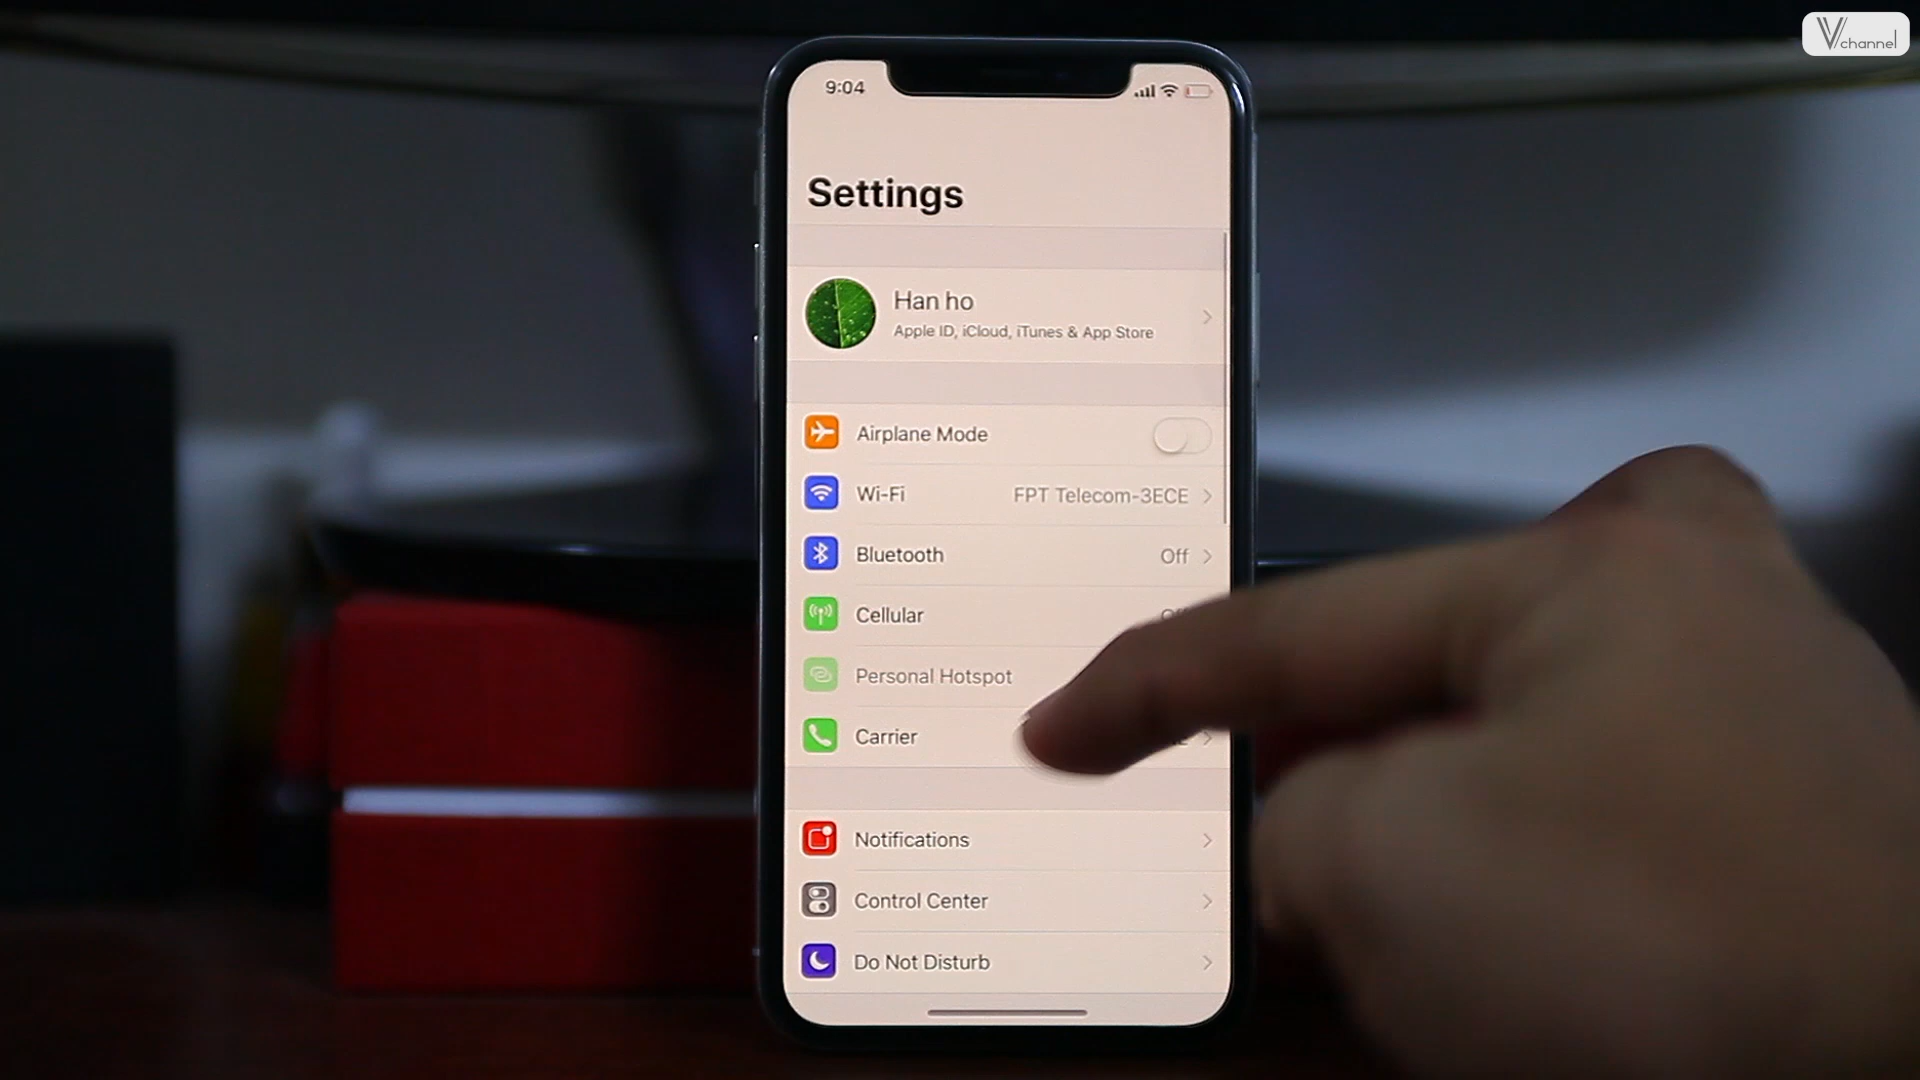 V channel
9:04
Settings
Han ho
Apple ID, iCloud, iTunes & App Store
Airplane Mode
Wi-Fi FPT Telecom-3ECE
Bluetooth Off
Cellular
Personal Hotspot
Carrier
Notifications
Control Center
Do Not Disturb